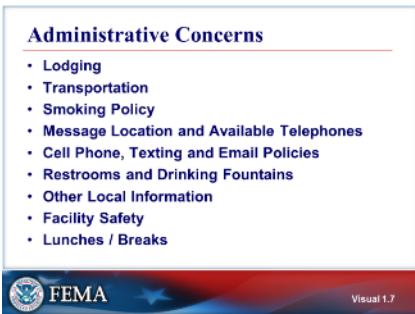 Administrative Concerns
• Lodging
• Transportation
• Smoking Policy
• Message Location and Available Telephones
• Cell Phone, Texting and Email Policies
• Restrooms and Drinking Fountains
• Other Local Information
• Facility Safety
• Lunches / Breaks
FEMA
Visual 1.7